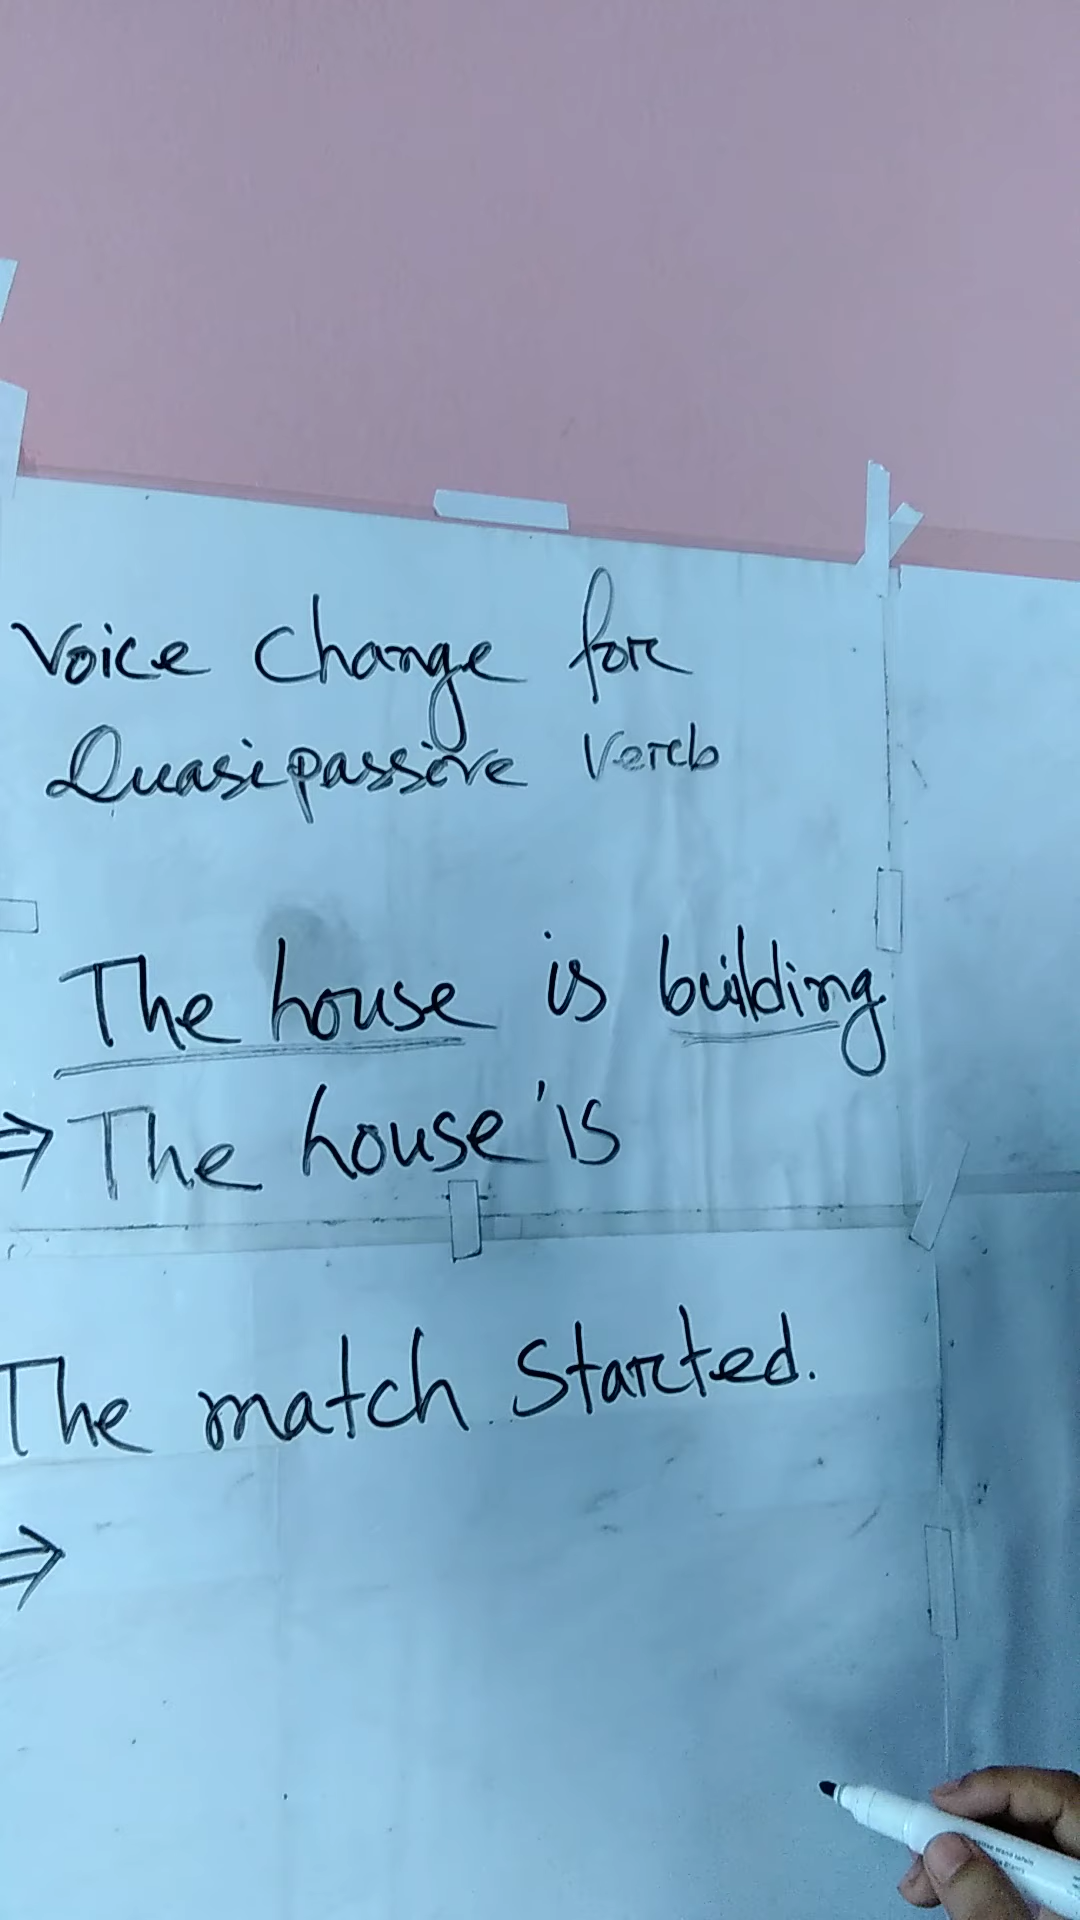 Voice Change for
Quasipassive Verb
The house is building
⇒ The house is
The match Started.
⇒